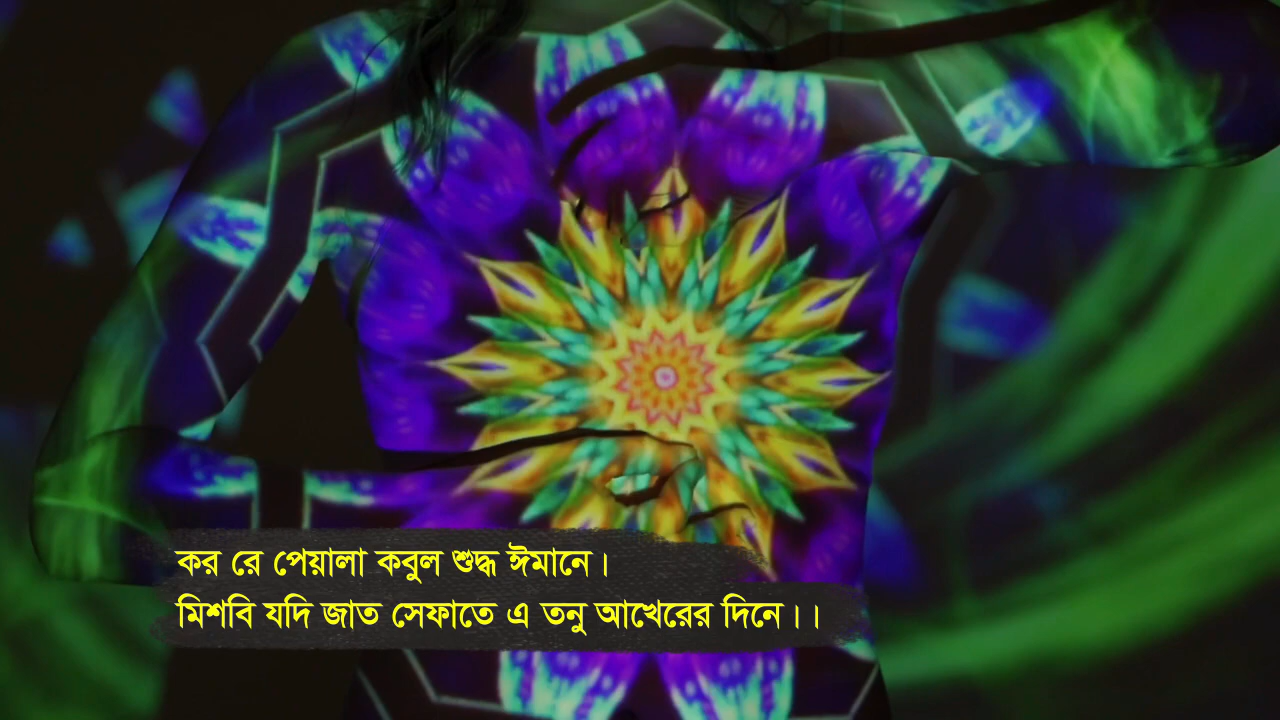 কর রে পেয়ালা কবুল শুদ্ধ ঈমানে।
মিশবি যদি জাত সেফাতে এ তনু আখেরের দিনে।।